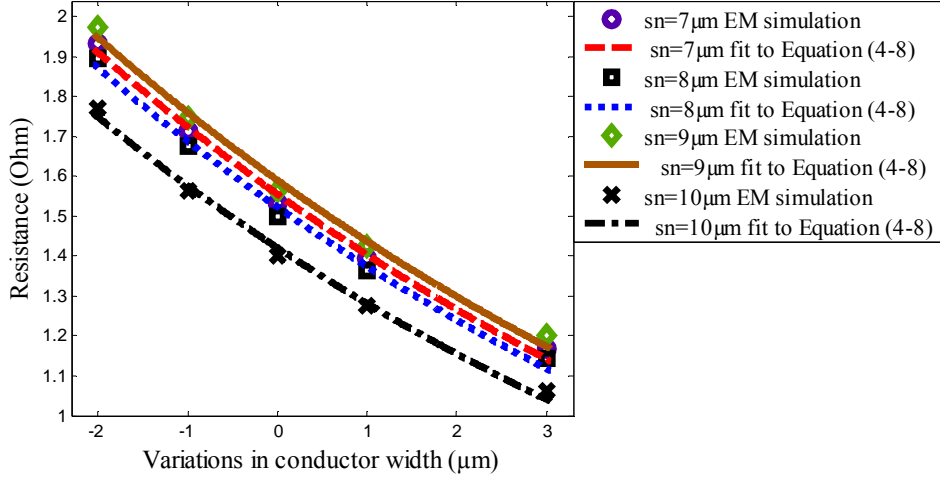 2
1.9
1.8
1.7
1.6
1.5
1.4
1.3
1.2
1.1
1
Resistance (Ohm)
-2 -1 0 1 2 3
Variations in conductor width (µm)
sn=7µm EM simulation
sn=7µm fit to Equation (4-8)
sn=8µm EM simulation
sn=8µm fit to Equation (4-8)
sn=9µm EM simulation
sn=9µm fit to Equation (4-8)
sn=10µm EM simulation
sn=10µm fit to Equation (4-8)